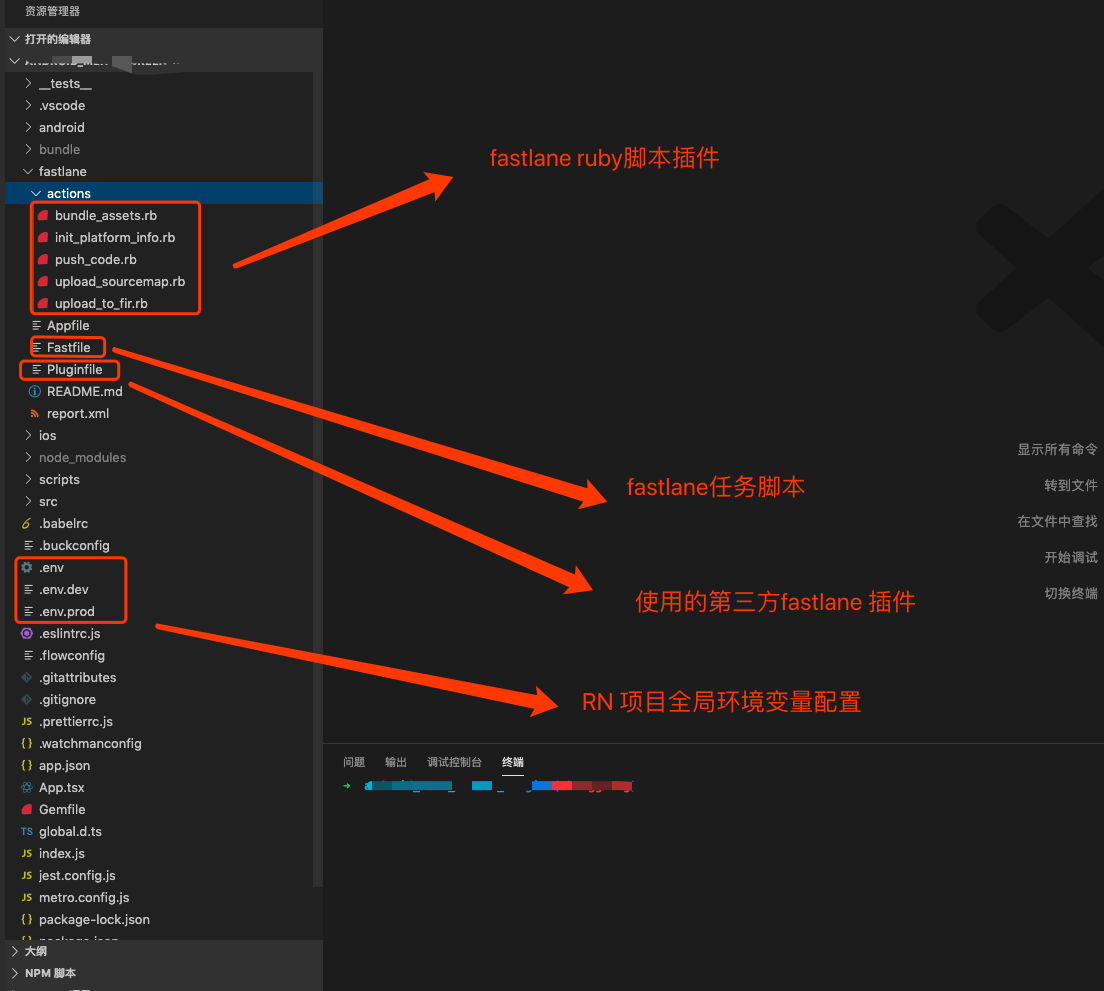 资源管理器
打开的编辑器
__tests__
.vscode
android
bundle
fastlane
actions
bundle_assets.rb
init_platform_info.rb
push_code.rb
upload_sourcemap.rb
upload_to_fir.rb
Appfile
Fastfile
Pluginfile
README.md
report.xml
ios
node_modules
scripts
src
.babelrc
.buckconfig
.env
.env.dev
.env.prod
.eslintrc.js
.flowconfig
.gitattributes
.gitignore
JS .prettierrc.js
.watchmanconfig
{} app.json
App.tsx
Gemfile
TS global.d.ts
JS index.js
JS jest.config.js
JS metro.config.js
{} package-lock.json
大纲
NPM 脚本
fastlane ruby脚本插件
fastlane任务脚本
使用的第三方fastlane 插件
RN 项目全局环境变量配置
显示所有命令
转到文件
在文件中查找
开始调试
切换终端
问题 输出 调试控制台 终端